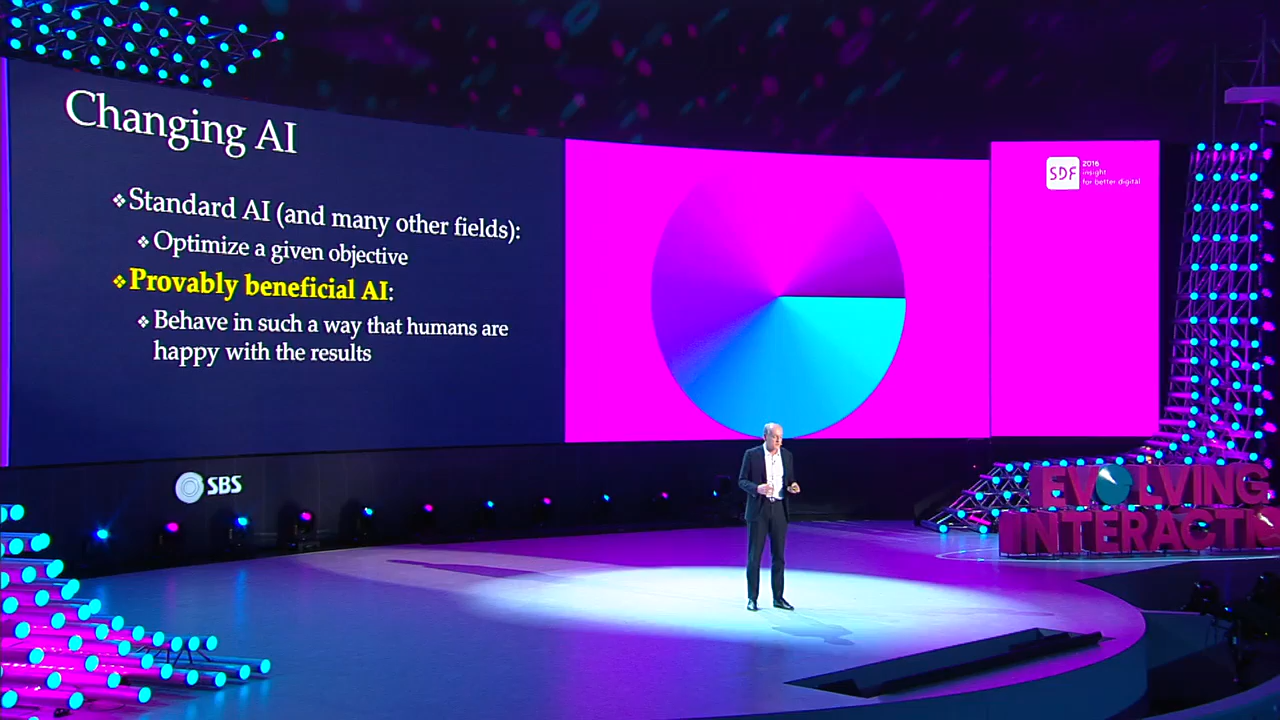 Changing AI
❖Standard AI (and many other fields):
❖Optimize a given objective
❖Provably beneficial AI:
❖Behave in such a way that humans are
happy with the results
SDF
2016
insight
for better digital
SBS
EVOLVING
INTERACTI